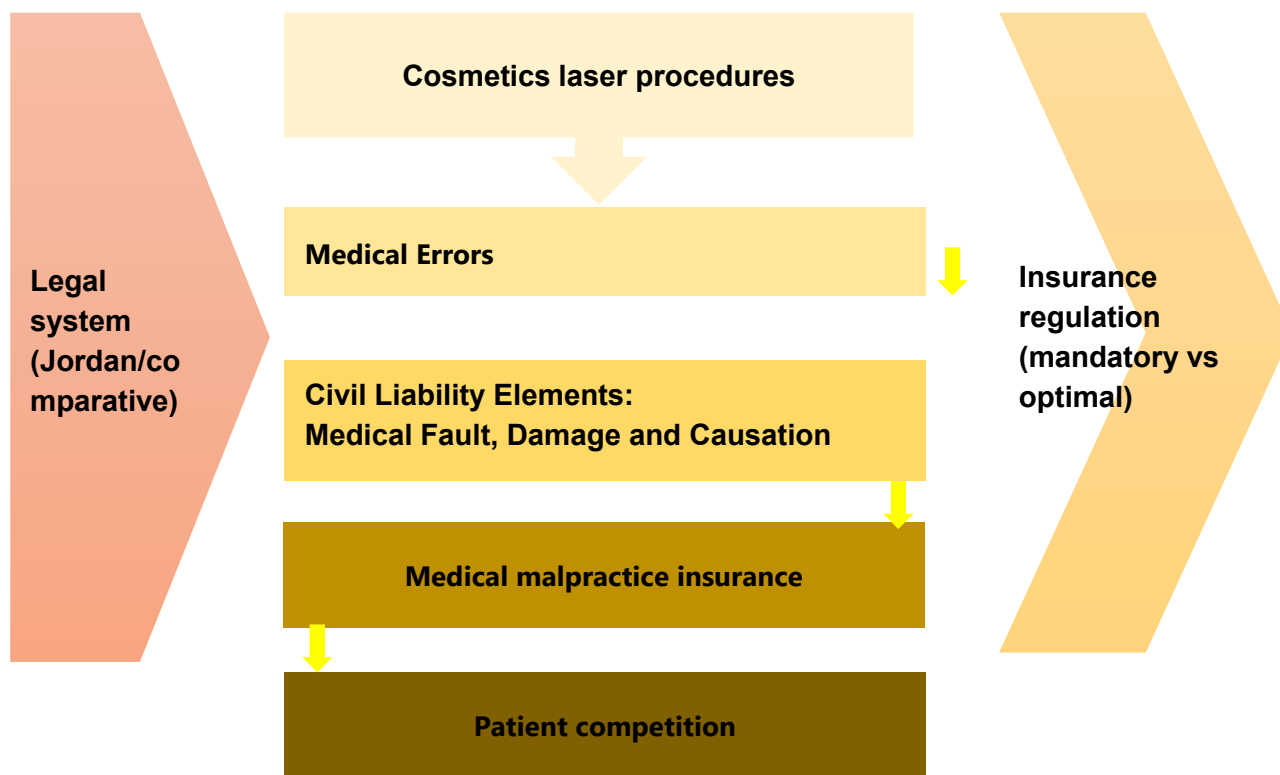 Cosmetics laser procedures
Medical Errors
Legal
system
(Jordan/co
mparative)
Insurance
regulation
(mandatory vs
optimal)
Civil Liability Elements:
Medical Fault, Damage and Causation
Medical malpractice insurance
Patient competition